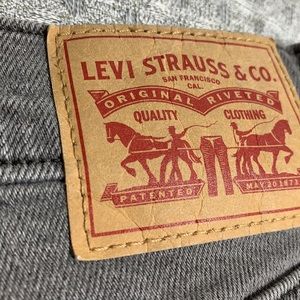 LEVI STRAUSS & CO.
SAN FRANCISCO
CAL.
ORIGINAL RIVETED
QUALITY CLOTHING
PATENTED MAY 20 1873